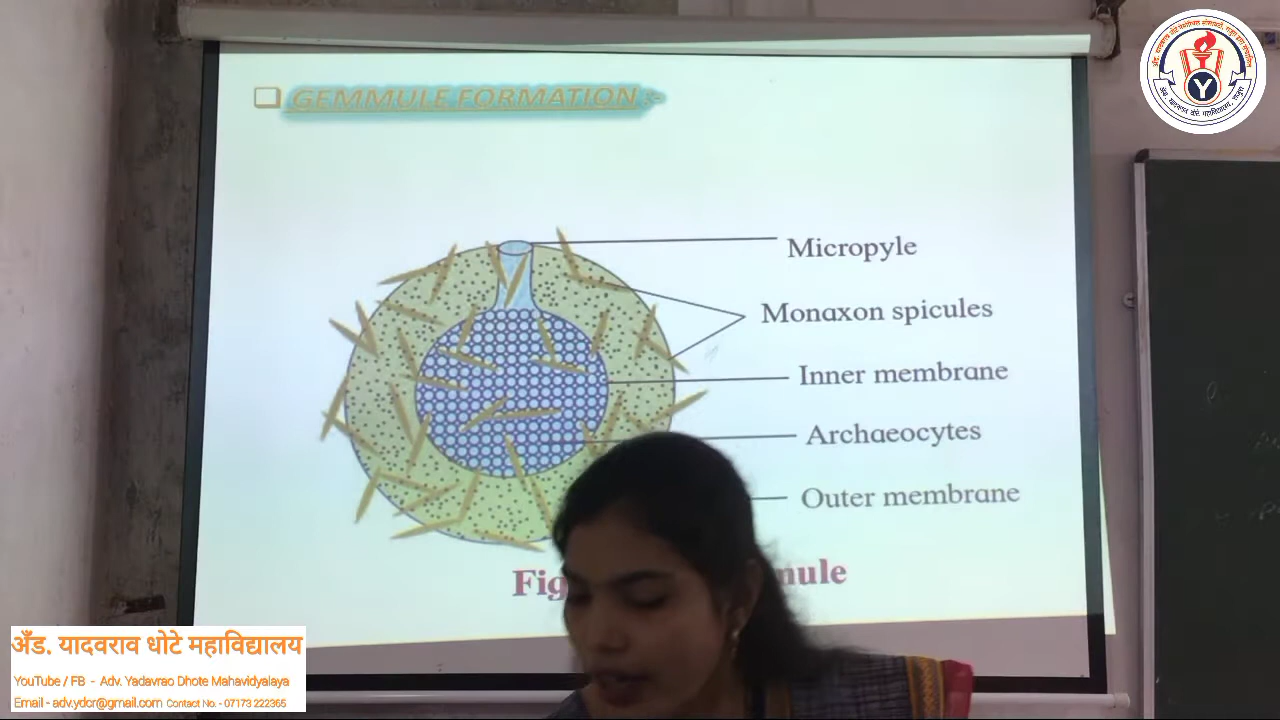 GEMMULE FORMATION :-
Micropyle
Monaxon spicules
Inner membrane
Archaeocytes
Outer membrane
Fig
mule
Y
अँड. यादवराव धोटे महाविद्यालय
YouTube / FB - Adv. Yadavrao Dhote Mahavidyalaya
Email - adv.ydcr@gmail.com Contact No. - 07173 222365